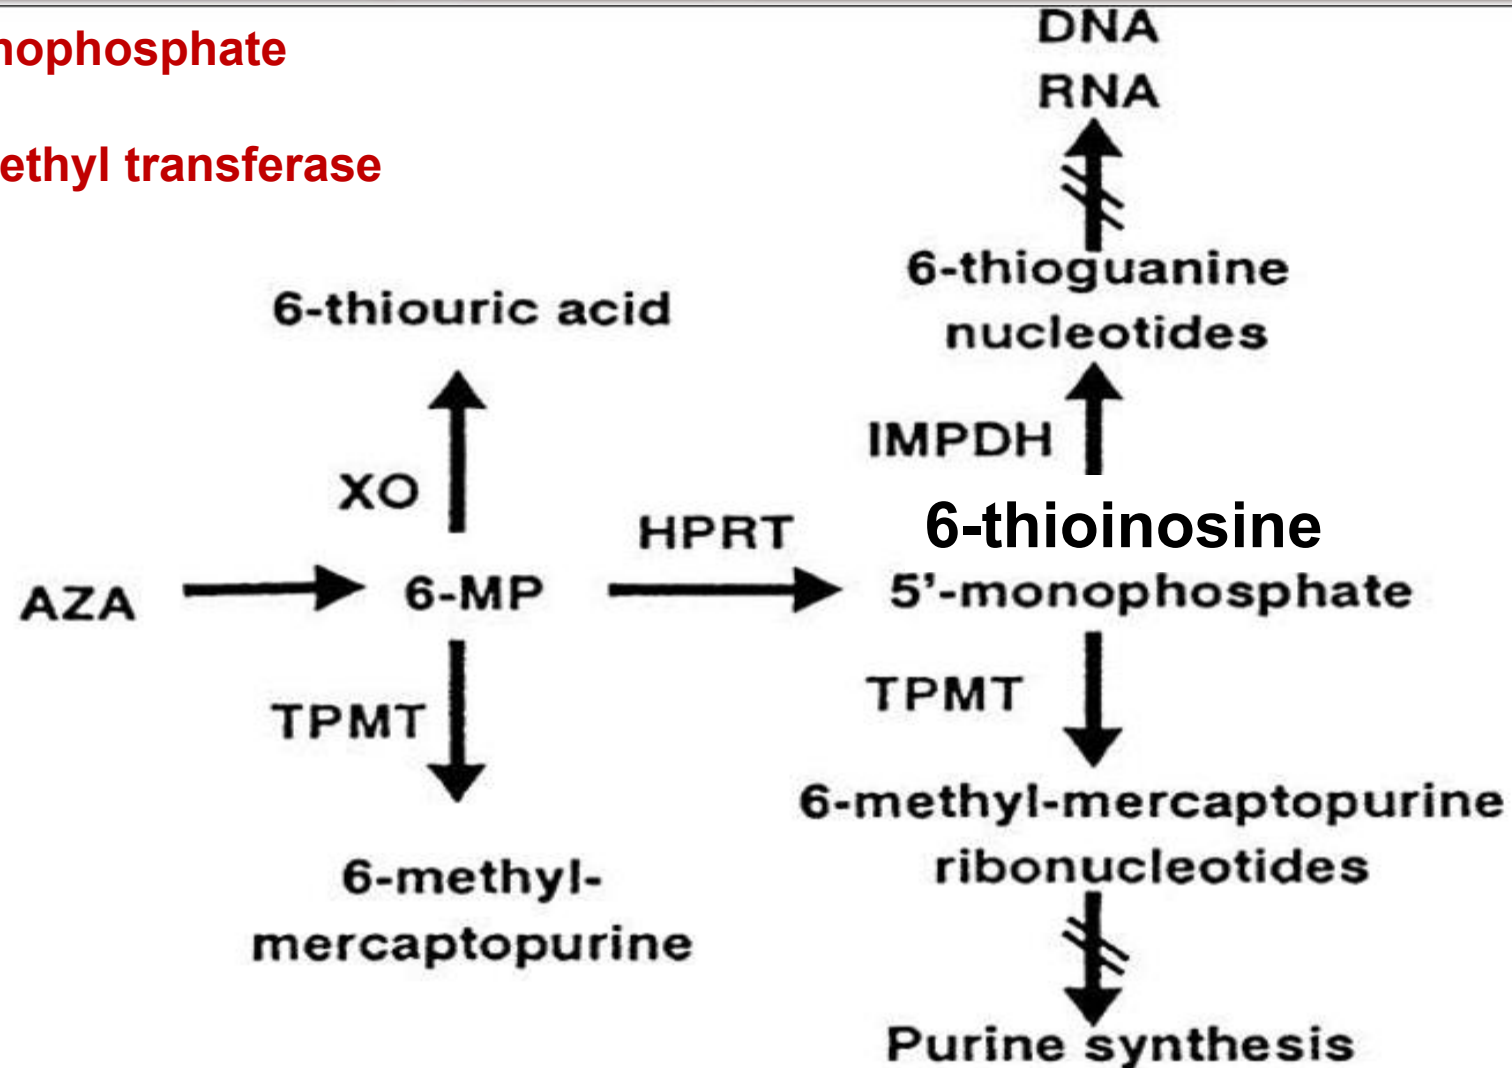 nophosphate
ethyl transferase
DNA
RNA
6-thioguanine
nucleotides
6-thiouric acid
IMPDH
XO
HPRT
6-thioinosine
AZA
6-MP
5’-monophosphate
TPMT
TPMT
6-methyl-mercaptopurine
ribonucleotides
6-methyl-
mercaptopurine
Purine synthesis